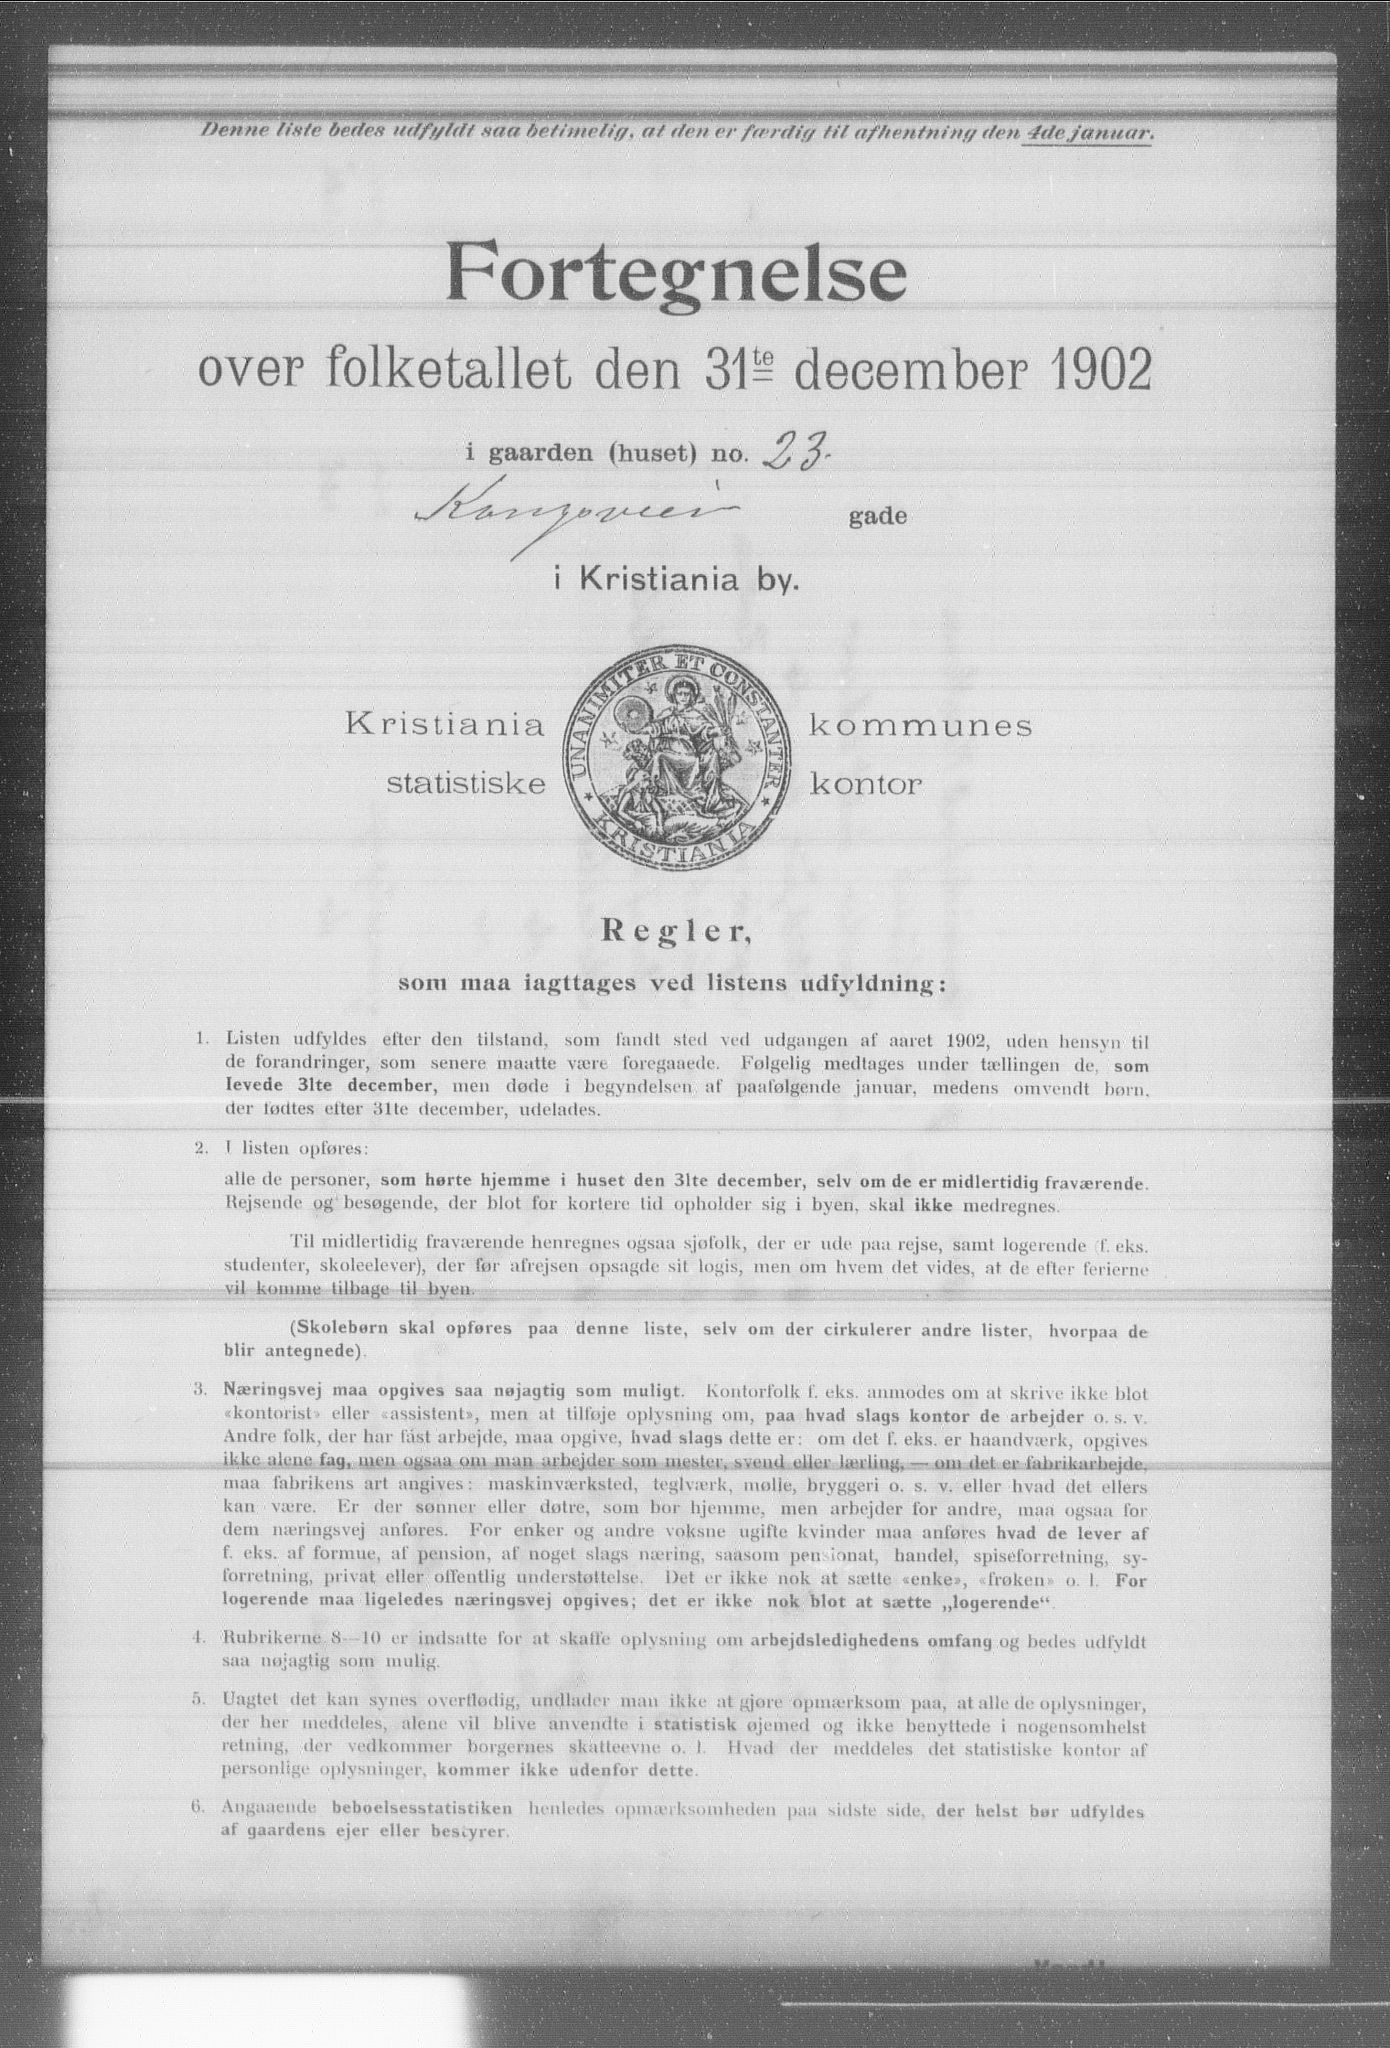 Denne liste bedes udfyldt saa betimelig, at den er færdig til afhentning den 4de januar.
Fortegnelse
over folketallet den 31te december 1902
i gaarden (huset) no. 23.
gade
i Kristiania by.
Kristiania kommunes
statistiske kontor
UNANIMITER ET CONSTANTER
KRISTIANIA
Regler,
som maa iagttages ved listens udfyldning:
1. Listen udfyldes efter den tilstand, som fandt sted ved udgangen af aaret 1902, uden hensyn til
de forandringer, som senere maatte være foregaaede. Følgelig medtages under tællingen de, som
levede 31te december, men døde i begyndelsen af paafølgende januar, medens omvendt børn,
der fødtes efter 31te december, udelades.
2. I listen opføres:
alle de personer, som hørte hjemme i huset den 31te december, selv om de er midlertidig fraværende.
Rejsende og besøgende, der blot for kortere tid opholder sig i byen, skal ikke medregnes.
Til midlertidig fraværende henregnes ogsaa sjøfolk, der er ude paa rejse, samt logerende (f. eks.
studenter, skoleelever), der før afrejsen opsagde sit logis, men om hvem det vides, at de efter ferierne
vil komme tilbage til byen.
(Skolebørn skal opføres paa denne liste, selv om der cirkulerer andre lister, hvorpaa de
blir antegnede).
3. Næringsvej maa opgives saa nøjagtig som muligt. Kontorfolk f. eks. anmodes om at skrive ikke blot
«kontorist» eller «assistent», men at tilføje oplysning om, paa hvad slags kontor de arbejder o. s. v.
Andre folk, der har fast arbejde, maa opgive, hvad slags dette er: om det f. eks. er haandværk, opgives
ikke alene fag, men ogsaa om man arbejder som mester, svend eller lærling, — om det er fabrikarbejde,
maa fabrikens art angives: maskinværksted, teglværk, mølle, bryggeri o. s. v. eller hvad det ellers
kan være. Er der sønner eller døtre, som bor hjemme, men arbejder for andre, maa ogsaa for
dem næringsvej anføres. For enker og andre voksne ugifte kvinder maa anføres hvad de lever af
f. eks. af formue, af pension, af noget slags næring, saasom pensionat, handel, spiseforretning, sy-
forretning, privat eller offentlig understøttelse. Det er ikke nok at sætte «enke», «frøken» o. l. For
logerende maa ligeledes næringsvej opgives; det er ikke nok blot at sætte „logerende“.
4. Rubrikerne 8—10 er indsatte for at skaffe oplysning om arbejdsledighedens omfang og bedes udfyldt
saa nøjagtig som mulig.
5. Uagtet det kan synes overflødig, undlader man ikke at gjøre opmærksom paa, at alle de oplysninger,
der her meddeles, alene vil blive anvendte i statistisk øjemed og ikke benyttede i nogensomhelst
retning, der vedkommer borgernes skatteevne o. l. Hvad der meddeles det statistiske kontor af
personlige oplysninger, kommer ikke udenfor dette.
6. Angaaende beboelsesstatistiken henledes opmærksomheden paa sidste side, der helst bør udfyldes
af gaardens ejer eller bestyrer.